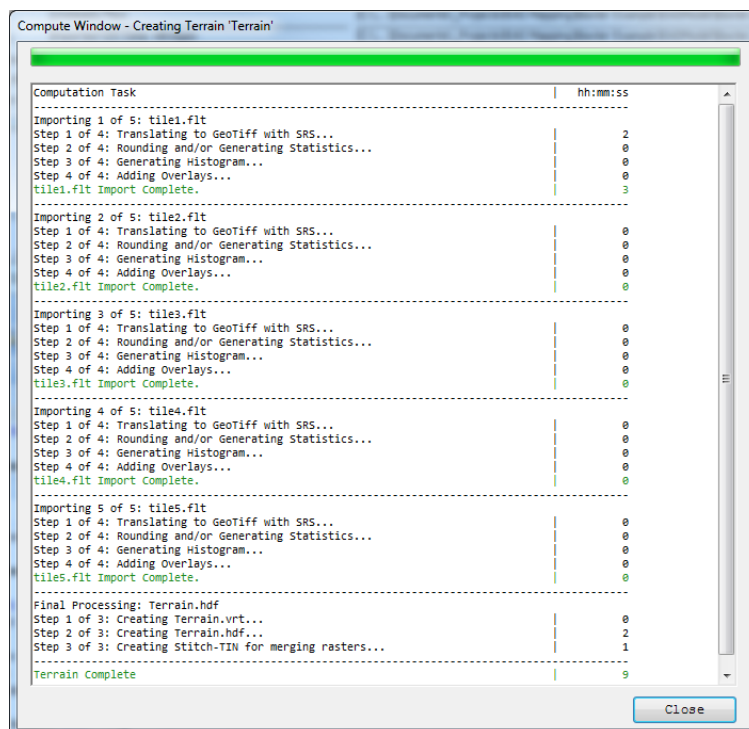 Compute Window - Creating Terrain 'Terrain'
Computation Task | hh:mm:ss
Importing 1 of 5: tile1.flt
Step 1 of 4: Translating to GeoTiff with SRS... | 2
Step 2 of 4: Rounding and/or Generating Statistics... | 0
Step 3 of 4: Generating Histogram... | 0
Step 4 of 4: Adding Overlays... | 0
tile1.flt Import Complete. | 3
Importing 2 of 5: tile2.flt
Step 1 of 4: Translating to GeoTiff with SRS... | 0
Step 2 of 4: Rounding and/or Generating Statistics... | 0
Step 3 of 4: Generating Histogram... | 0
Step 4 of 4: Adding Overlays... | 0
tile2.flt Import Complete. | 0
Importing 3 of 5: tile3.flt
Step 1 of 4: Translating to GeoTiff with SRS... | 0
Step 2 of 4: Rounding and/or Generating Statistics... | 0
Step 3 of 4: Generating Histogram... | 0
Step 4 of 4: Adding Overlays... | 0
tile3.flt Import Complete. | 0
Importing 4 of 5: tile4.flt
Step 1 of 4: Translating to GeoTiff with SRS... | 0
Step 2 of 4: Rounding and/or Generating Statistics... | 0
Step 3 of 4: Generating Histogram... | 0
Step 4 of 4: Adding Overlays... | 0
tile4.flt Import Complete. | 0
Importing 5 of 5: tile5.flt
Step 1 of 4: Translating to GeoTiff with SRS... | 0
Step 2 of 4: Rounding and/or Generating Statistics... | 0
Step 3 of 4: Generating Histogram... | 0
Step 4 of 4: Adding Overlays... | 0
tile5.flt Import Complete. | 0
Final Processing: Terrain.hdf
Step 1 of 3: Creating Terrain.vrt... | 0
Step 2 of 3: Creating Terrain.hdf... | 2
Step 3 of 3: Creating Stitch-TIN for merging rasters... | 1
Terrain Complete | 9
Close